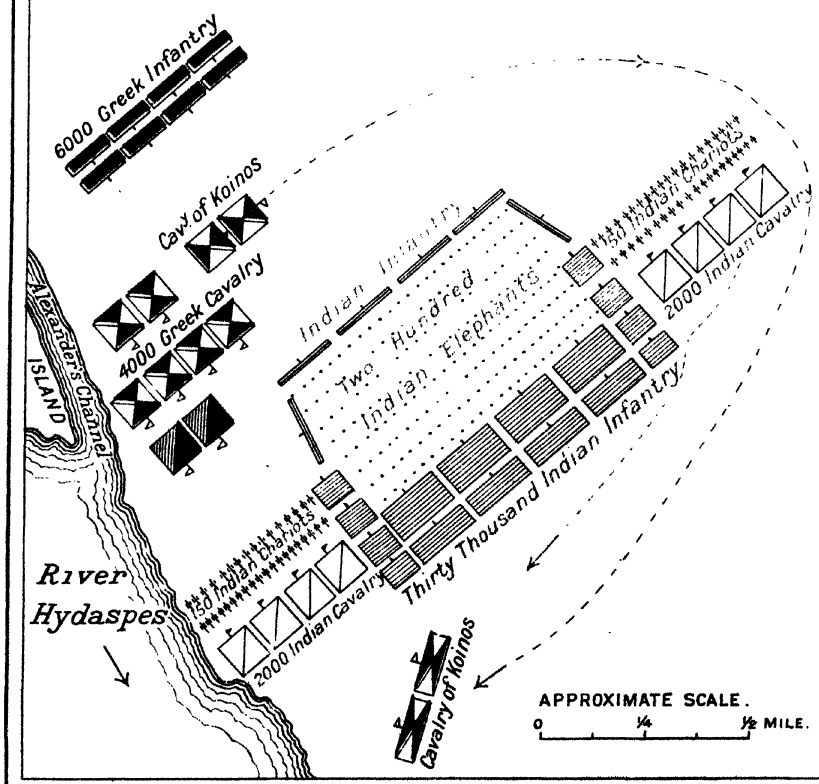 6000 Greek Infantry
Cavy. of Koinos
4000 Greek Cavalry
Alexander's Channel
ISLAND
Indian Infantry
Two Hundred
Indian Elephants
150 Indian Chariots
2000 Indian Cavalry
Thirty Thousand Indian Infantry
150 Indian Chariots
2000 Indian Cavalry
River
Hydaspes
Cavalry of Koinos
APPROXIMATE SCALE.
0 1/4 1/2 MILE.